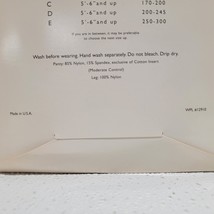 C 5'-6" and up 170-200
D 5'-6" and up 200-245
E 5'-6" and up 250-300
If you are in between, it may be preferable
to choose the next size up.
Wash before wearing. Hand wash separately. Do not bleach. Drip dry.
Panty: 85% Nylon, 15% Spandex, exclusive of Cotton Insert
(Moderate Control)
Leg: 100% Nylon
Made in U.S.A.
WPL